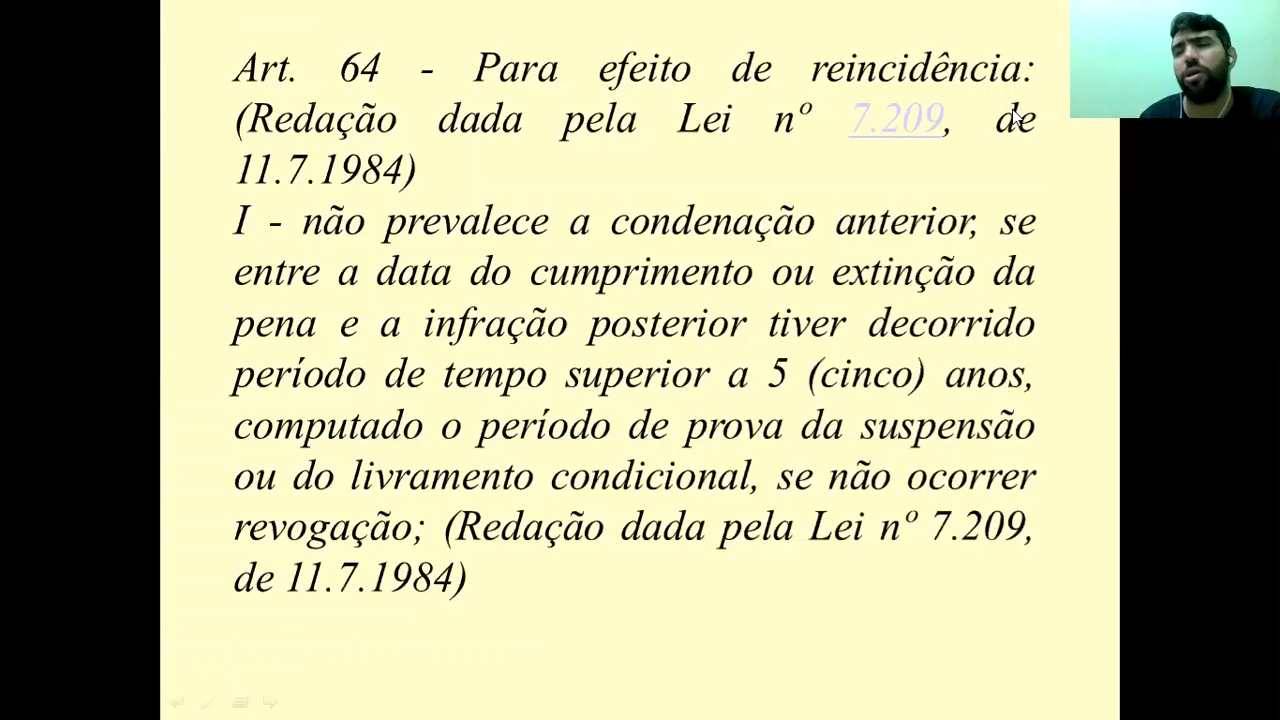 Art. 64 - Para efeito de reincidência:
(Redação dada pela Lei nº 7.209, de
11.7.1984)
I - não prevalece a condenação anterior, se
entre a data do cumprimento ou extinção da
pena e a infração posterior tiver decorrido
período de tempo superior a 5 (cinco) anos,
computado o período de prova da suspensão
ou do livramento condicional, se não ocorrer
revogação; (Redação dada pela Lei nº 7.209,
de 11.7.1984)